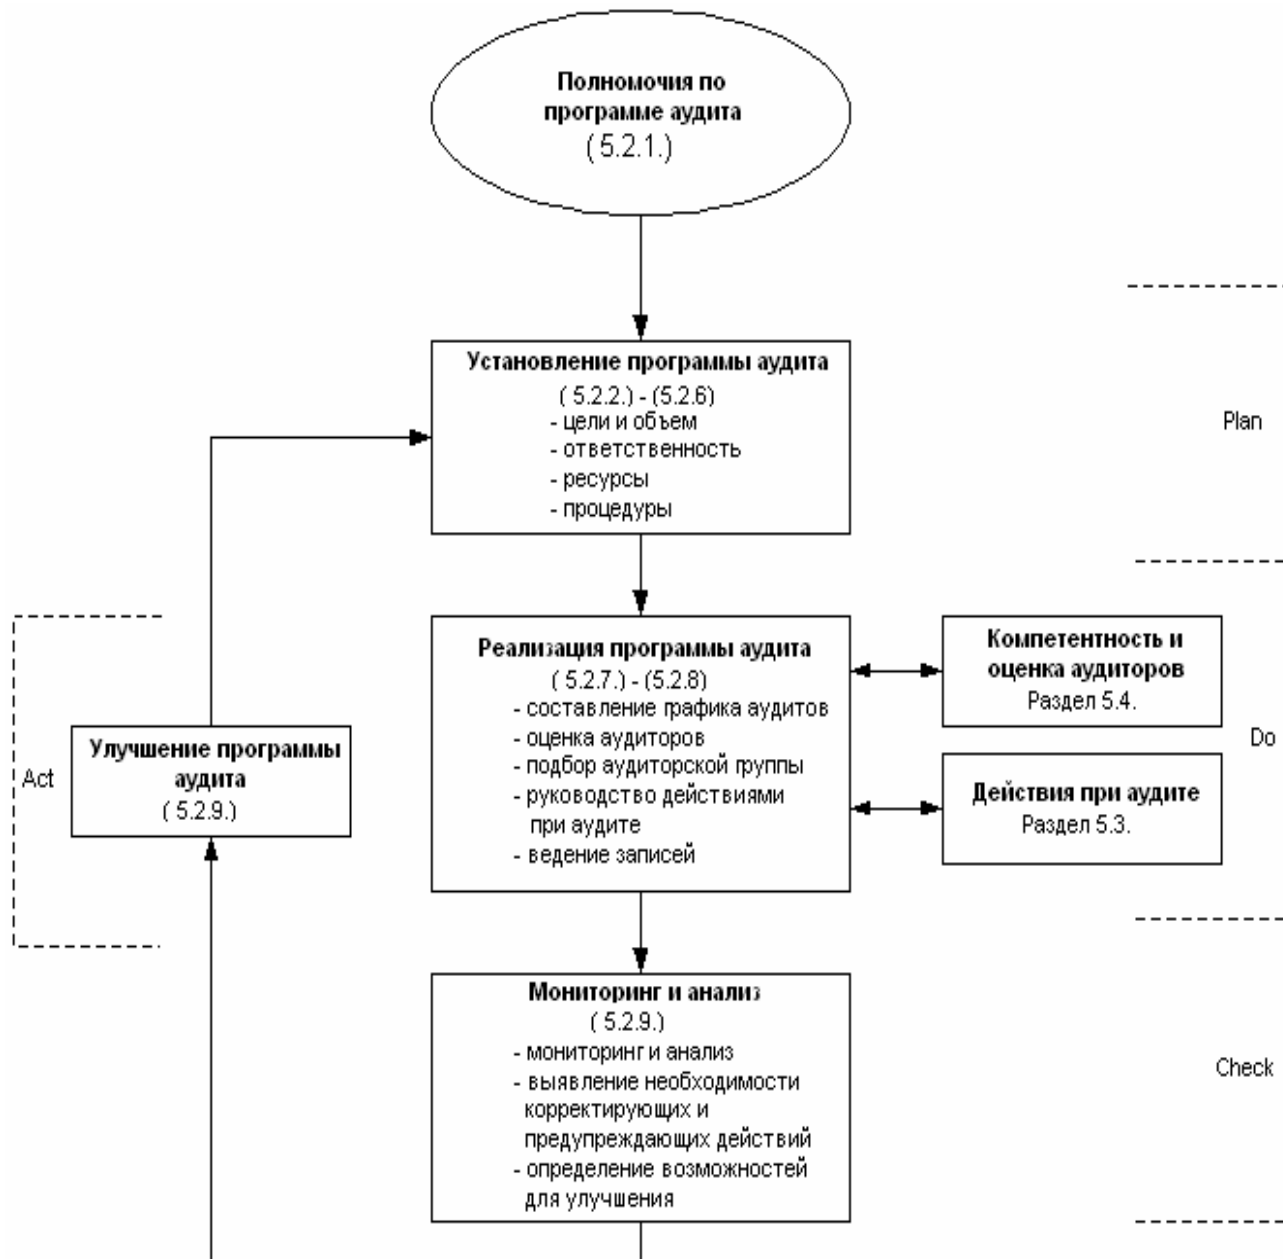 Полномочия по
программе аудита
( 5.2.1.)
Установление программы аудита
( 5.2.2.) - (5.2.6)
- цели и объем
- ответственность
- ресурсы
- процедуры
Plan
Реализация программы аудита
( 5.2.7.) - (5.2.8)
- составление графика аудитов
- оценка аудиторов
- подбор аудиторской группы
- руководство действиями
при аудите
- ведение записей
Компетентность и
оценка аудиторов
Раздел 5.4.
Действия при аудите
Раздел 5.3.
Do
Act
Улучшение программы
аудита
( 5.2.9.)
Мониторинг и анализ
( 5.2.9.)
- мониторинг и анализ
- выявление необходимости
корректирующих и
предупреждающих действий
- определение возможностей
для улучшения
Check